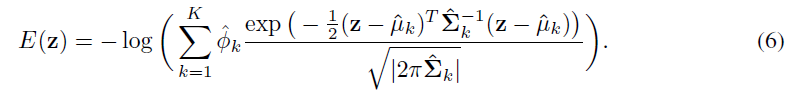 E(z) = − log ( ∑_{k=1}^{K} φ̂_k exp ( − ½ (z − μ̂_k)^T Σ̂_k^{−1} (z − μ̂_k)) / √|2πΣ̂_k| ). (6)